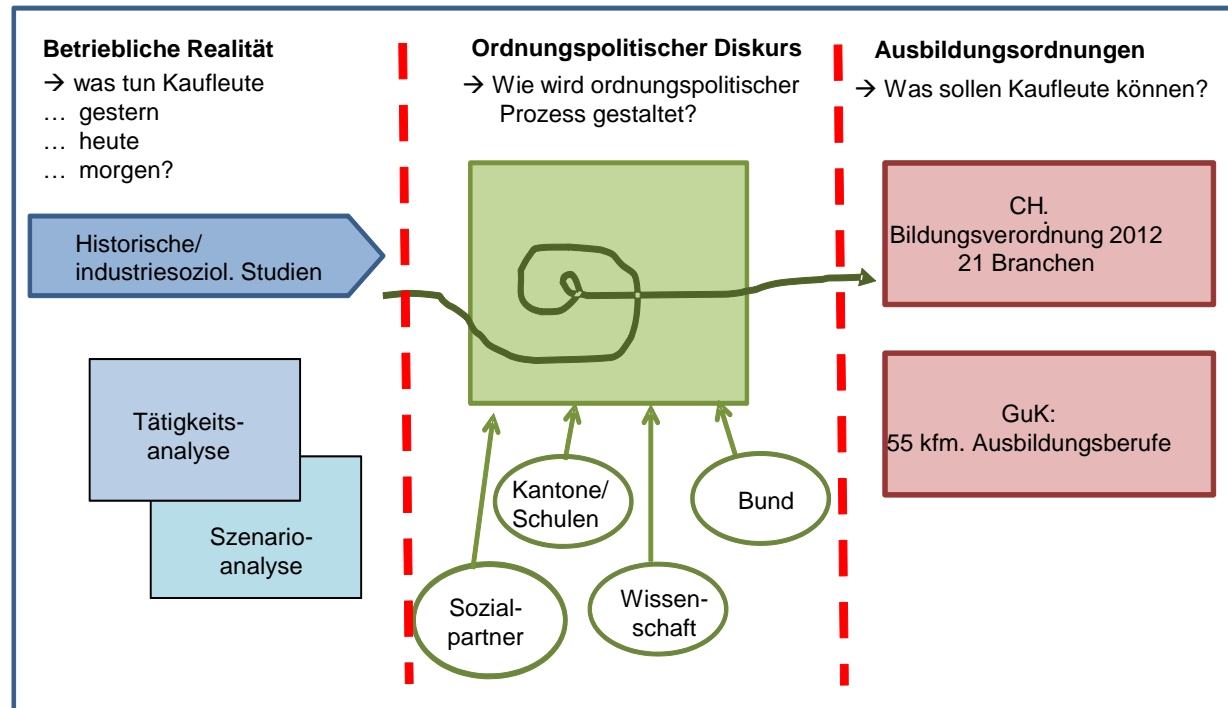 Betriebliche Realität
→ was tun Kaufleute
… gestern
… heute
… morgen?
Historische/
industriesoziol. Studien
Tätigkeits-
analyse
Szenario-
analyse
Ordnungspolitischer Diskurs
→ Wie wird ordnungspolitischer
Prozess gestaltet?
Kantone/
Schulen
Bund
Sozial-
partner
Wissen-
schaft
Ausbildungsordnungen
→ Was sollen Kaufleute können?
CH.
Bildungsverordnung 2012
21 Branchen
GuK:
55 kfm. Ausbildungsberufe